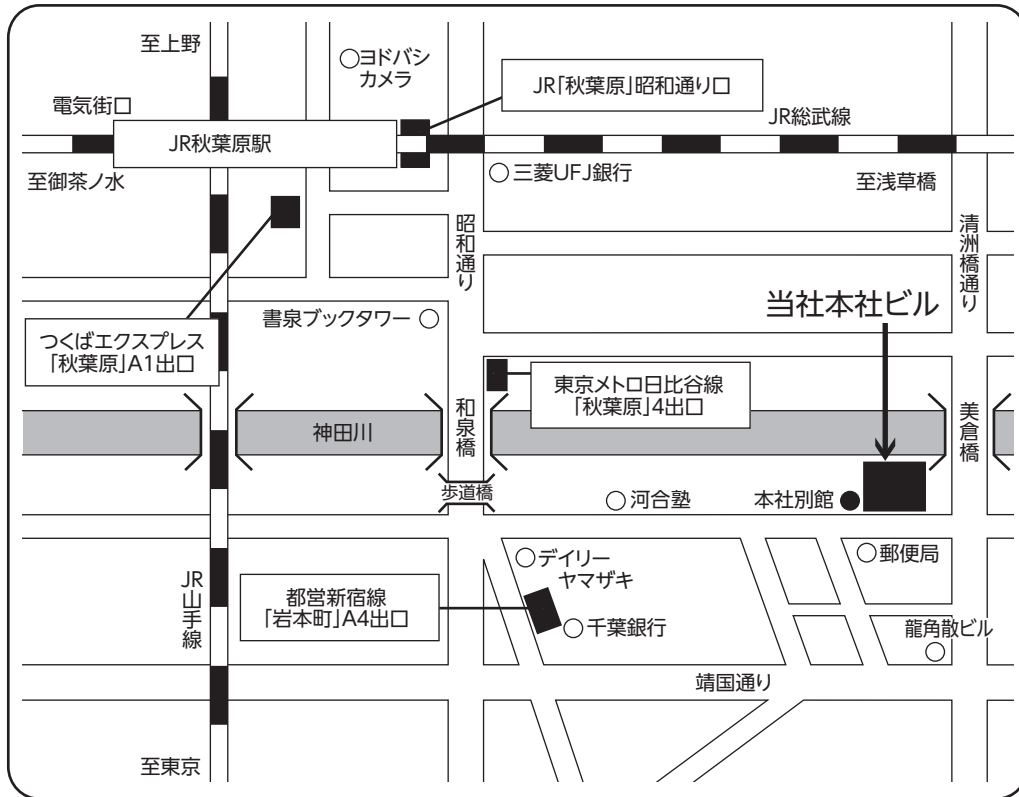 至上野
ヨドバシ
カメラ
JR「秋葉原」昭和通り口
電気街口
JR総武線
JR秋葉原駅
至御茶ノ水
三菱UFJ銀行
至浅草橋
昭和通り
清洲橋通り
当社本社ビル
書泉ブックタワー
つくばエクスプレス
「秋葉原」A1出口
東京メトロ日比谷線
「秋葉原」4出口
神田川
和泉橋
美倉橋
歩道橋
河合塾
本社別館
デイリー
ヤマザキ
郵便局
JR山手線
都営新宿線
「岩本町」A4出口
千葉銀行
龍角散ビル
靖国通り
至東京